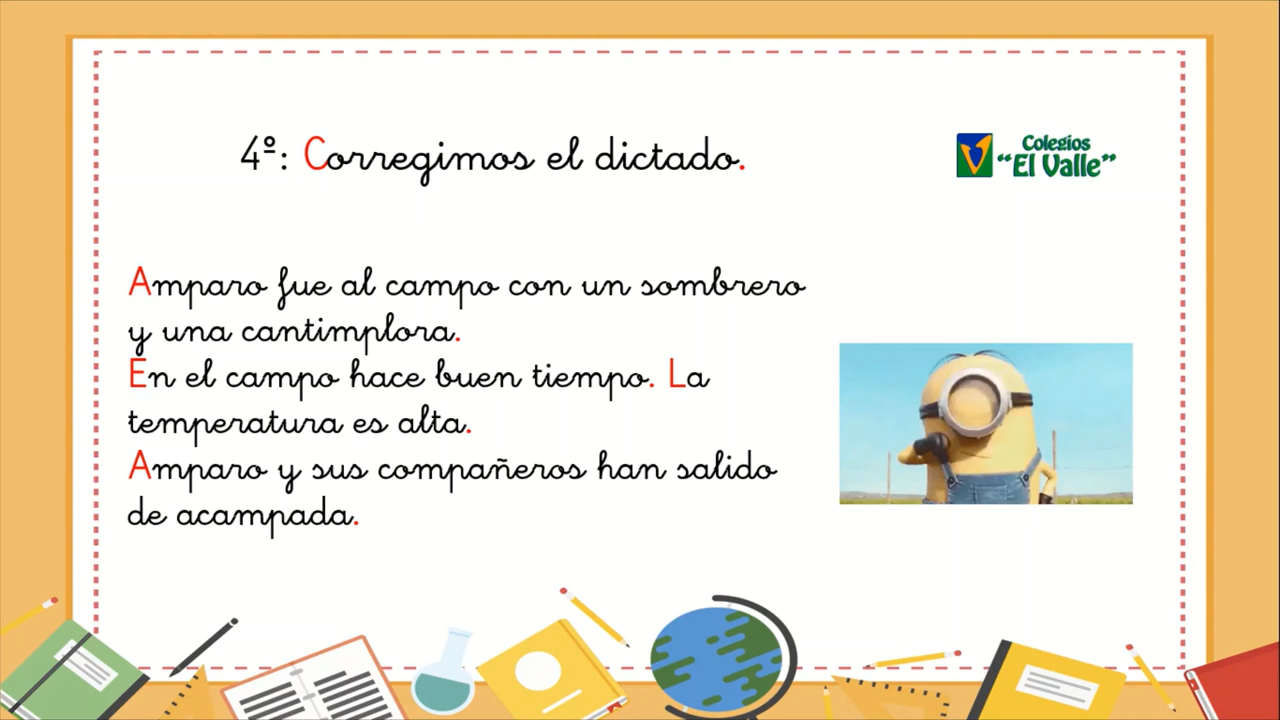 4º: Corregimos el dictado.
Colegios
“El Valle”
Amparo fue al campo con un sombrero
y una cantimplora.
En el campo hace buen tiempo. La
temperatura es alta.
Amparo y sus compañeros han salido
de acampada.